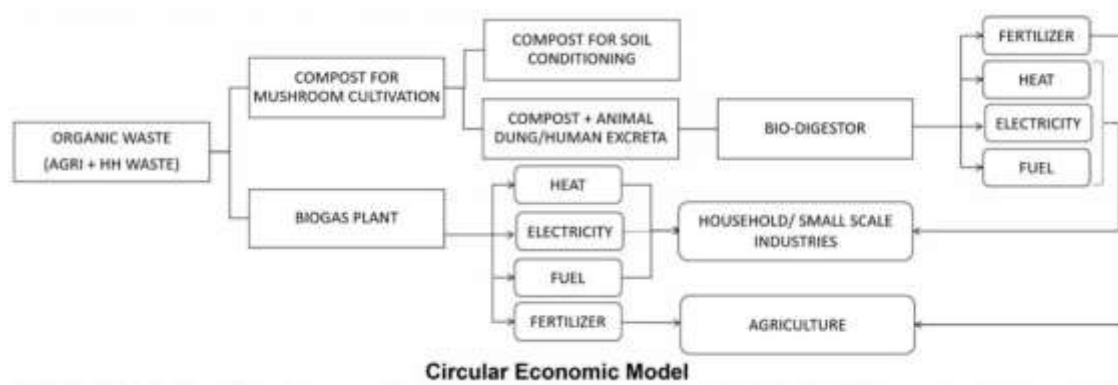 ORGANIC WASTE
(AGRI + HH WASTE)
COMPOST FOR
MUSHROOM CULTIVATION
BIOGAS PLANT
COMPOST FOR SOIL
CONDITIONING
COMPOST + ANIMAL
DUNG/HUMAN EXCRETA
BIO-DIGESTOR
FERTILIZER
HEAT
ELECTRICITY
FUEL
HEAT
ELECTRICITY
FUEL
FERTILIZER
HOUSEHOLD/ SMALL SCALE
INDUSTRIES
AGRICULTURE
Circular Economic Model